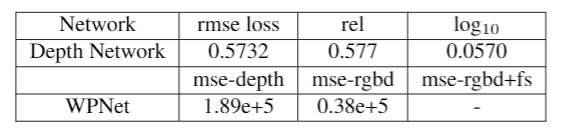 Network rmse loss rel log₁₀
Depth Network 0.5732 0.577 0.0570
mse-depth mse-rgbd mse-rgbd+fs
WPNet 1.89e+5 0.38e+5 -